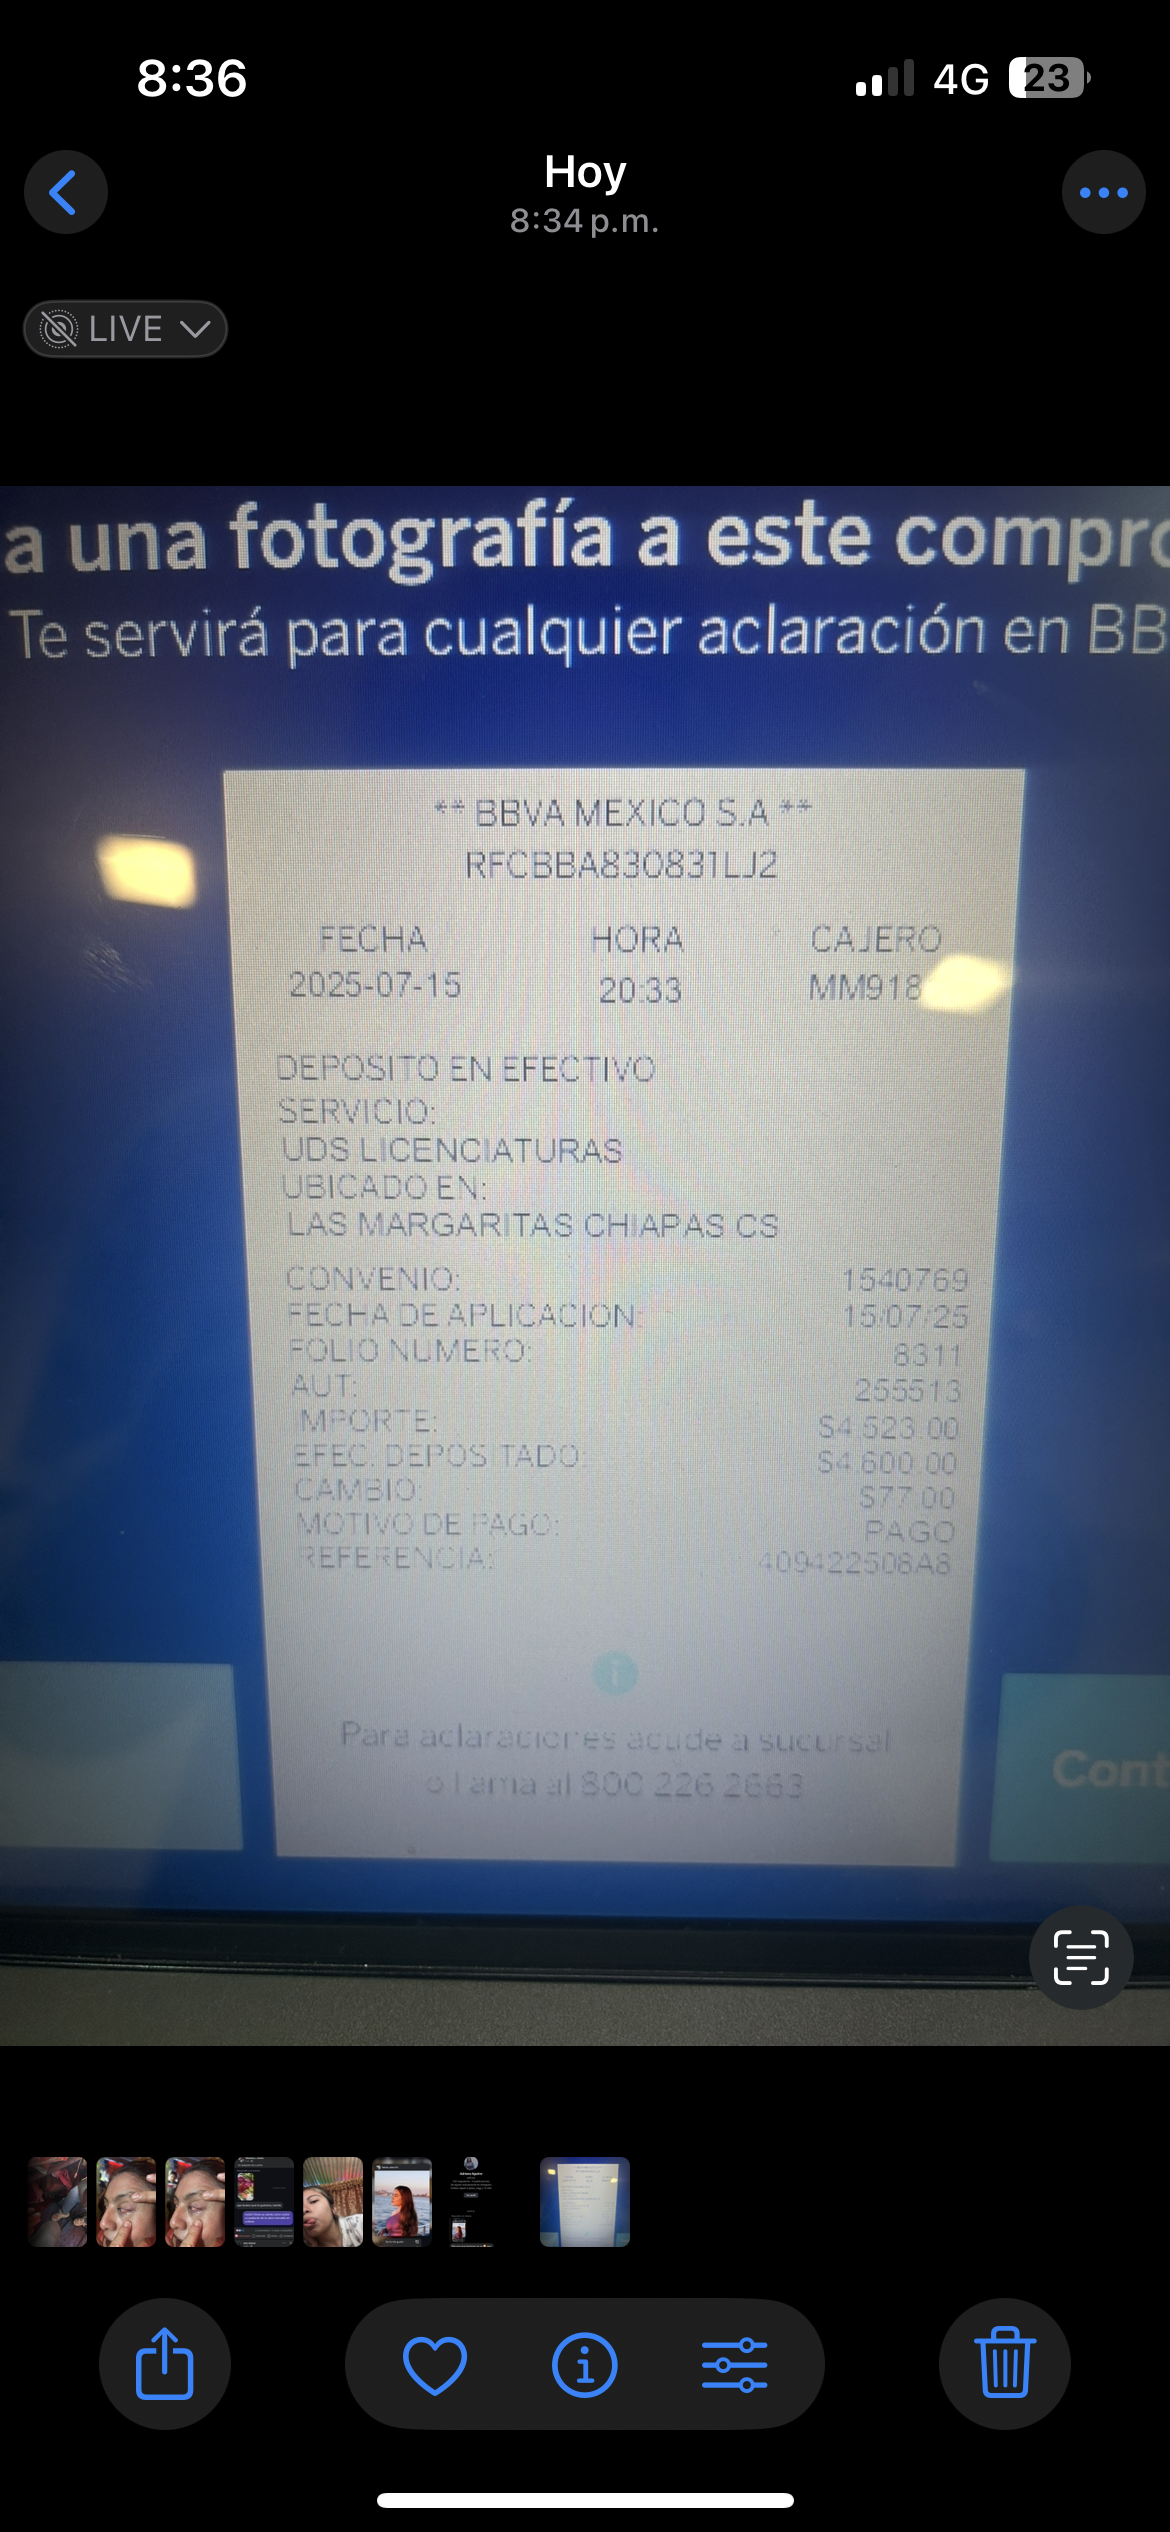 8:36
4G 23
Hoy
8:34 p.m.
LIVE
a una fotografía a este compro
Te servirá para cualquier aclaración en BB
** BBVA MEXICO S.A **
RFCBBA830831LJ2
FECHA HORA CAJERO
2025-07-15 20:33 MM918
DEPOSITO EN EFECTIVO
SERVICIO:
UDS LICENCIATURAS
UBICADO EN:
LAS MARGARITAS CHIAPAS CS
CONVENIO: 1540769
FECHA DE APLICACION: 15/07/25
FOLIO NUMERO: 8311
AUT: 255513
IMPORTE: $4,523.00
EFEC. DEPOSITADO: $4,600.00
CAMBIO: $77.00
MOTIVO DE PAGO: PAGO
REFERENCIA: 409422508A8
Para aclaraciones acude a sucursal
o llama al 800 226 2663
Cont